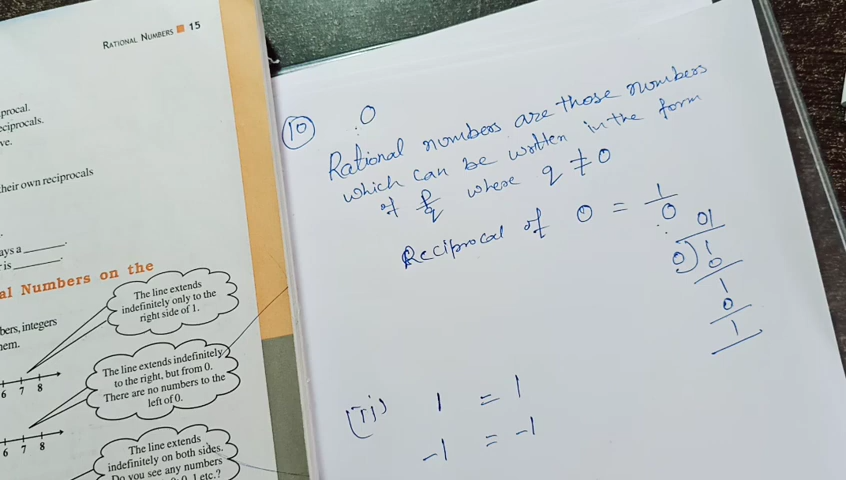 RATIONAL NUMBERS 15
procal.
eciprocals.
ve.
their own reciprocals
ays a ______.
r is ______.
al Numbers on the
bers, integers
hem.
The line extends
indefinitely only to the
right side of 1.
6 7 8
The line extends indefinitely
to the right, but from 0.
There are no numbers to the
left of 0.
6 7 8
The line extends
indefinitely on both sides.
Do you see any numbers
10
0
Rational numbers are those numbers
which can be written in the form
of p/q where q ≠ 0
Reciprocal of 0 = 1/0
01
0) 1
0
1
0
1
(ii) 1 = 1
-1 = -1